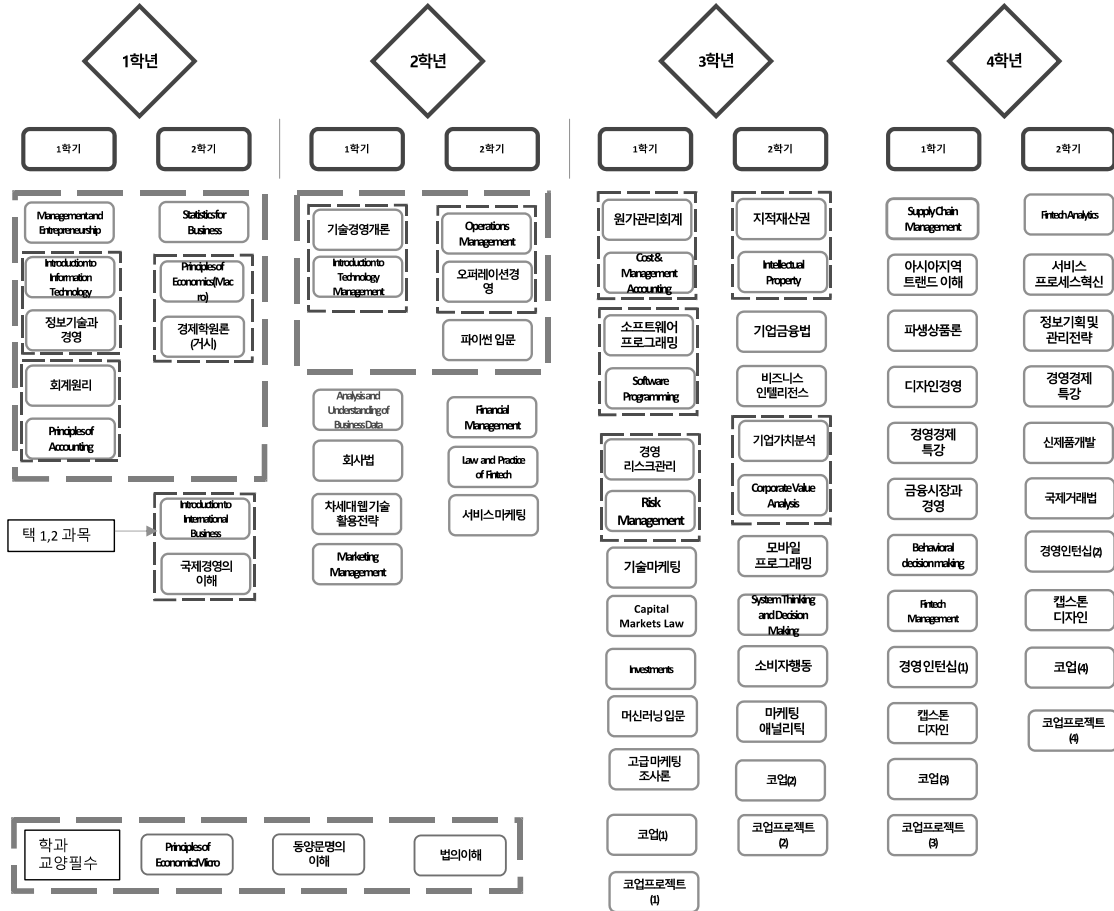 1학년
1학기
2학기
Management and
Entrepreneurship
Introduction to
Information
Technology
정보기술과
경영
회계원리
Principles of
Accounting
Statistics for
Business
Principles of
Economics(Mac
ro)
경제학원론
(거시)
택 1,2 과목
Introduction to
International
Business
국제경영의
이해
2학년
1학기
2학기
기술경영개론
Introduction to
Technology
Management
Analysis and
Understanding of
Business Data
회사법
차세대웹기술
활용전략
Marketing
Management
Operations
Management
오퍼레이션경
영
파이썬 입문
Financial
Management
Law and Practice
of Fintech
서비스 마케팅
3학년
1학기
2학기
원가관리회계
Cost &
Management
Accounting
소프트웨어
프로그래밍
Software
Programming
경영
리스크관리
Risk
Management
기술마케팅
Capital
Markets Law
Investments
머신러닝 입문
고급마케팅
조사론
코업(1)
코업프로젝트
(1)
지적재산권
Intellectual
Property
기업금융법
비즈니스
인텔리전스
기업가치분석
Corporate Value
Analysis
모바일
프로그래밍
System Thinking
and Decision
Making
소비자행동
마케팅
애널리틱
코업(2)
코업프로젝트
(2)
4학년
1학기
2학기
Supply Chain
Management
아시아지역
트랜드 이해
파생상품론
디자인경영
경영경제
특강
금융시장과
경영
Behavioral
decision making
Fintech
Management
경영인턴십(1)
캡스톤
디자인
코업(3)
코업프로젝트
(3)
Fintech Analytics
서비스
프로세스혁신
정보기획 및
관리전략
경영경제
특강
신제품개발
국제거래법
경영인턴십(2)
캡스톤
디자인
코업(4)
코업프로젝트
(4)
학과
교양필수
Principles of
Economic:Micro
동양문명의
이해
법의이해